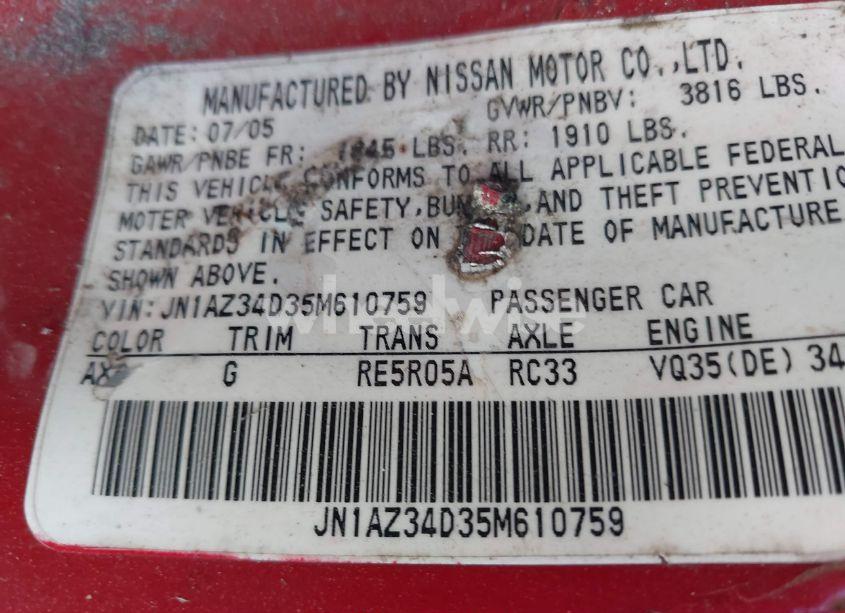 MANUFACTURED BY NISSAN MOTOR CO.,LTD.
DATE: 07/05 GVWR/PNBV: 3816 LBS.
GAWR/PNBE FR: LBS. RR: 1910 LBS.
THIS VEHICLE CONFORMS TO ALL APPLICABLE FEDERAL
MOTER VEHICLE SAFETY, AND THEFT PREVENTIO
STANDARDS IN EFFECT ON DATE OF MANUFACTURE
SHOWN ABOVE.
VIN:JN1AZ34D35M610759 PASSENGER CAR
COLOR TRIM TRANS AXLE ENGINE
G RE5R05A RC33 VQ35(DE) 34
JN1AZ34D35M610759